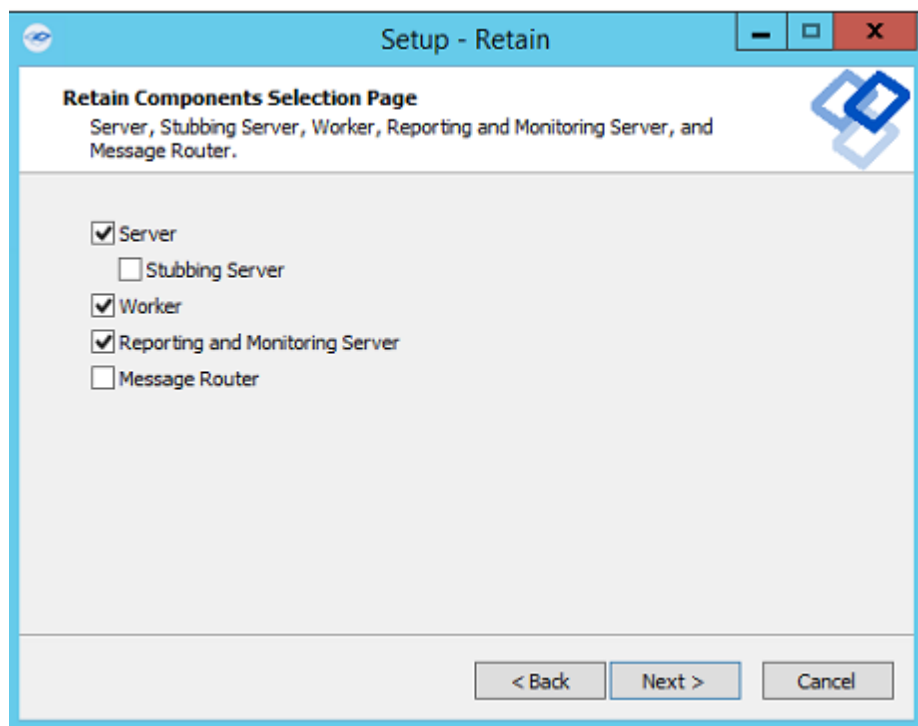 Setup - Retain
Retain Components Selection Page
Server, Stubbing Server, Worker, Reporting and Monitoring Server, and
Message Router.
Server
Stubbing Server
Worker
Reporting and Monitoring Server
Message Router
< Back Next > Cancel